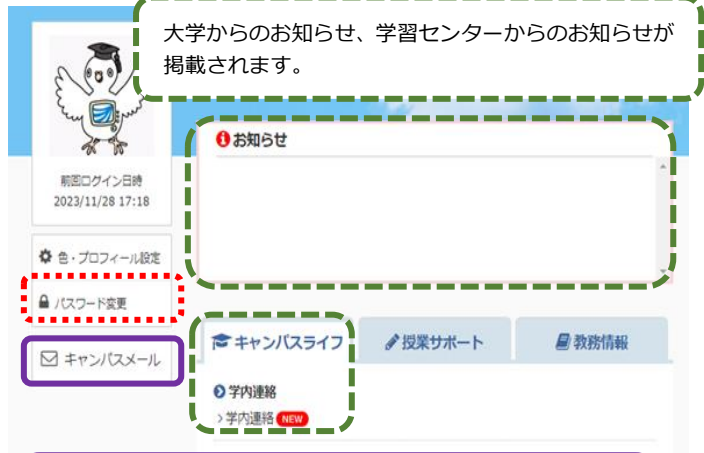 大学からのお知らせ、学習センターからのお知らせが
掲載されます。
お知らせ
前回ログイン日時
2023/11/28 17:18
色・プロフィール設定
パスワード変更
キャンパスメール
キャンパスライフ
授業サポート
教務情報
学内連絡
学内連絡 NEW